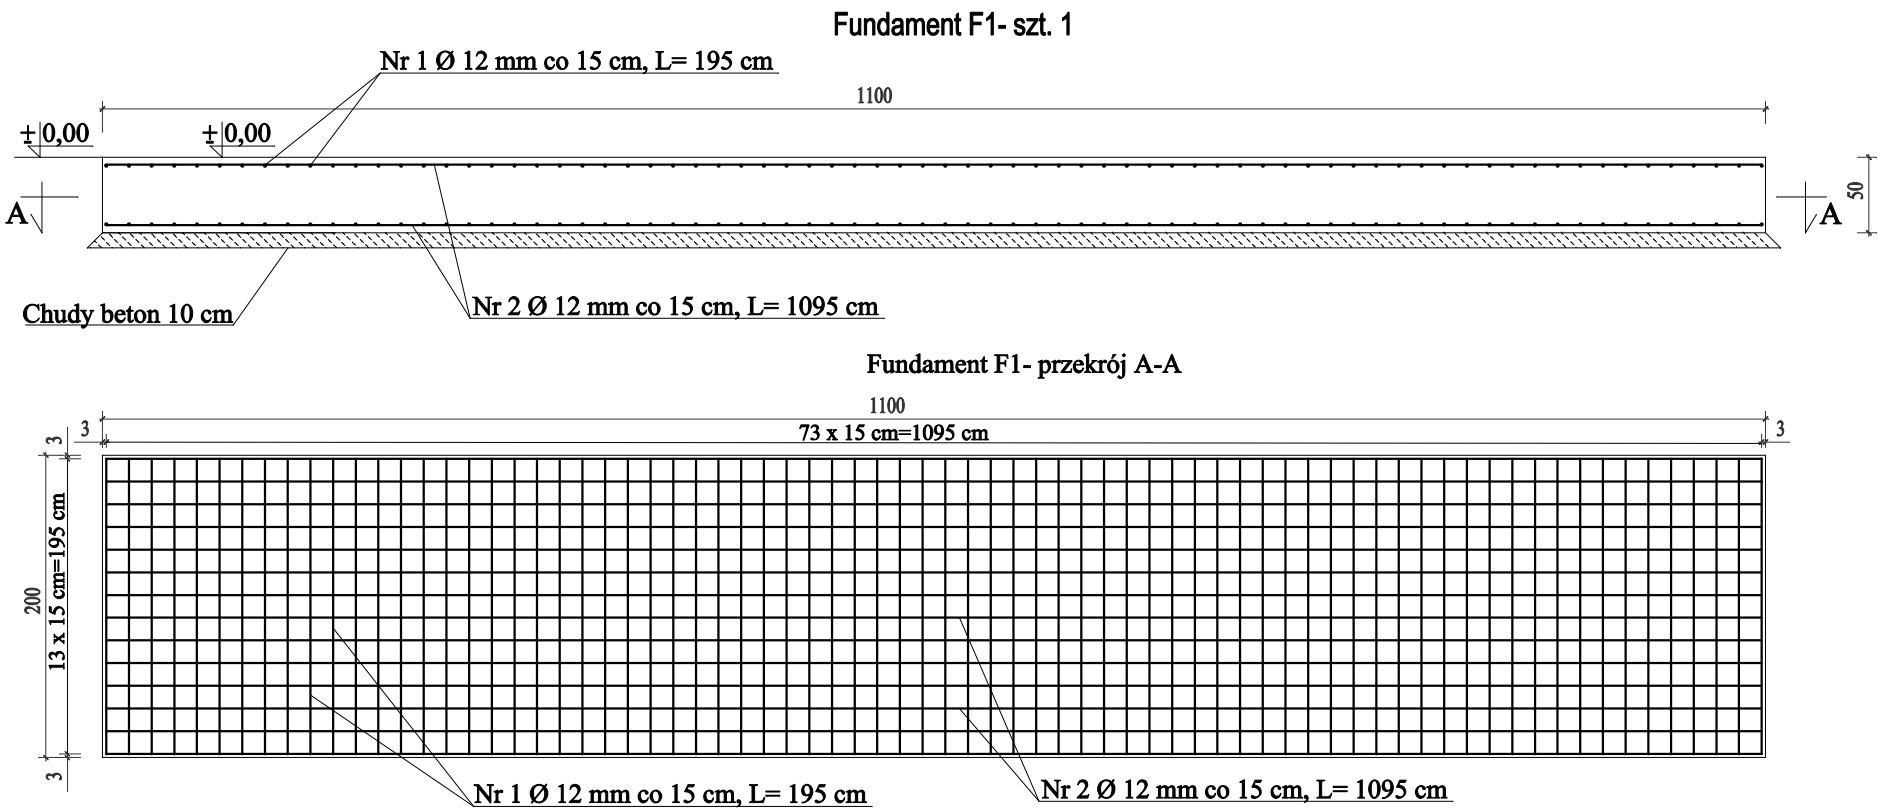 Fundament F1- szt. 1
Nr 1 Ø 12 mm co 15 cm, L= 195 cm
1100
±0,00
±0,00
50
A
A
Chudy beton 10 cm
Nr 2 Ø 12 mm co 15 cm, L= 1095 cm
Fundament F1- przekrój A-A
1100
3
73 x 15 cm=1095 cm
3
3
200
13 x 15 cm=195 cm
3
Nr 1 Ø 12 mm co 15 cm, L= 195 cm
Nr 2 Ø 12 mm co 15 cm, L= 1095 cm